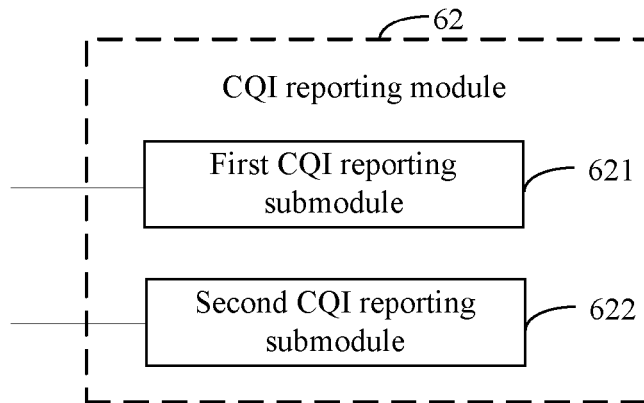 62
CQI reporting module
First CQI reporting
submodule
621
Second CQI reporting
submodule
622